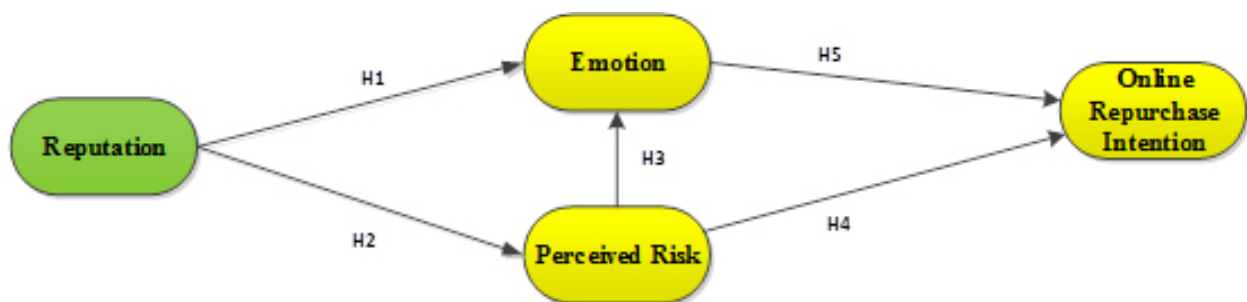 H1
Emotion
H5
Online
Repurchase
Intention
Reputation
H3
H2
Perceived Risk
H4